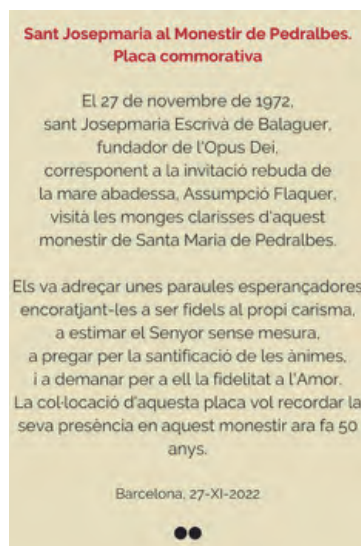 Sant Josepmaria al Monestir de Pedralbes.
Placa commorativa
El 27 de novembre de 1972,
sant Josepmaria Escrivà de Balaguer,
fundador de l'Opus Dei,
corresponent a la invitació rebuda de
la mare abadessa, Assumpció Flaquer,
visità les monges clarisses d'aquest
monestir de Santa Maria de Pedralbes.
Els va adreçar unes paraules esperançadores
encoratjant-les a ser fidels al propi carisma,
a estimar el Senyor sense mesura,
a pregar per la santificació de les ànimes,
i a demanar per a ell la fidelitat a l'Amor.
La col·locació d'aquesta placa vol recordar la
seva presència en aquest monestir ara fa 50
anys.
Barcelona, 27-XI-2022